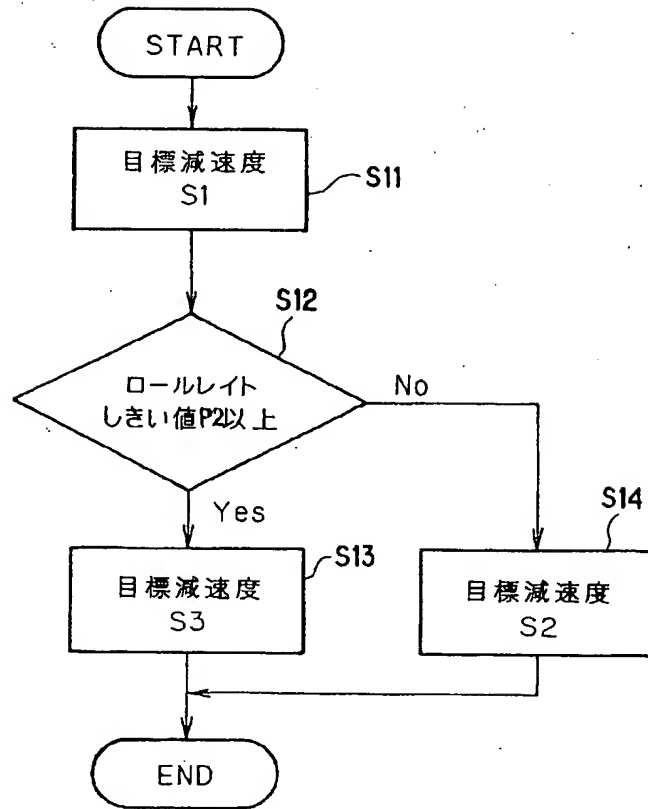 START
目標減速度
S1
S11
S12
ロールレイト
しきい値P2以上
No
Yes
S13
目標減速度
S3
S14
目標減速度
S2
END